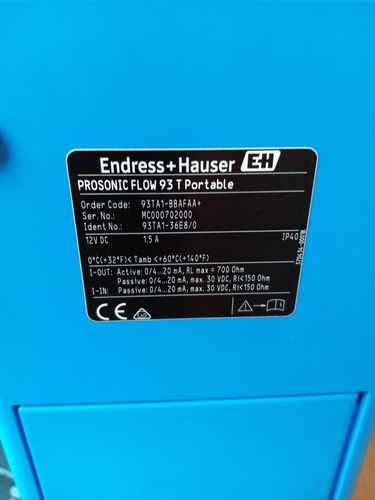 Endress+Hauser EH
PROSONIC FLOW 93 T Portable
Order Code: 93TA1-BBAFAA+
Ser. No.: MC000702000
Ident No.: 93TA1-36E8/0
12V DC 1.5 A IP40
0°C(+32°F)< Tamb <+60°C(+140°F)
I-OUT: Active: 0/4..20 mA, RL max = 700 Ohm
Passive: 0/4..20 mA, max. 30 VDC, Ri<150 Ohm
I-IN: Passive: 0/4..20 mA, max. 30 VDC, Ri<150 Ohm
CE